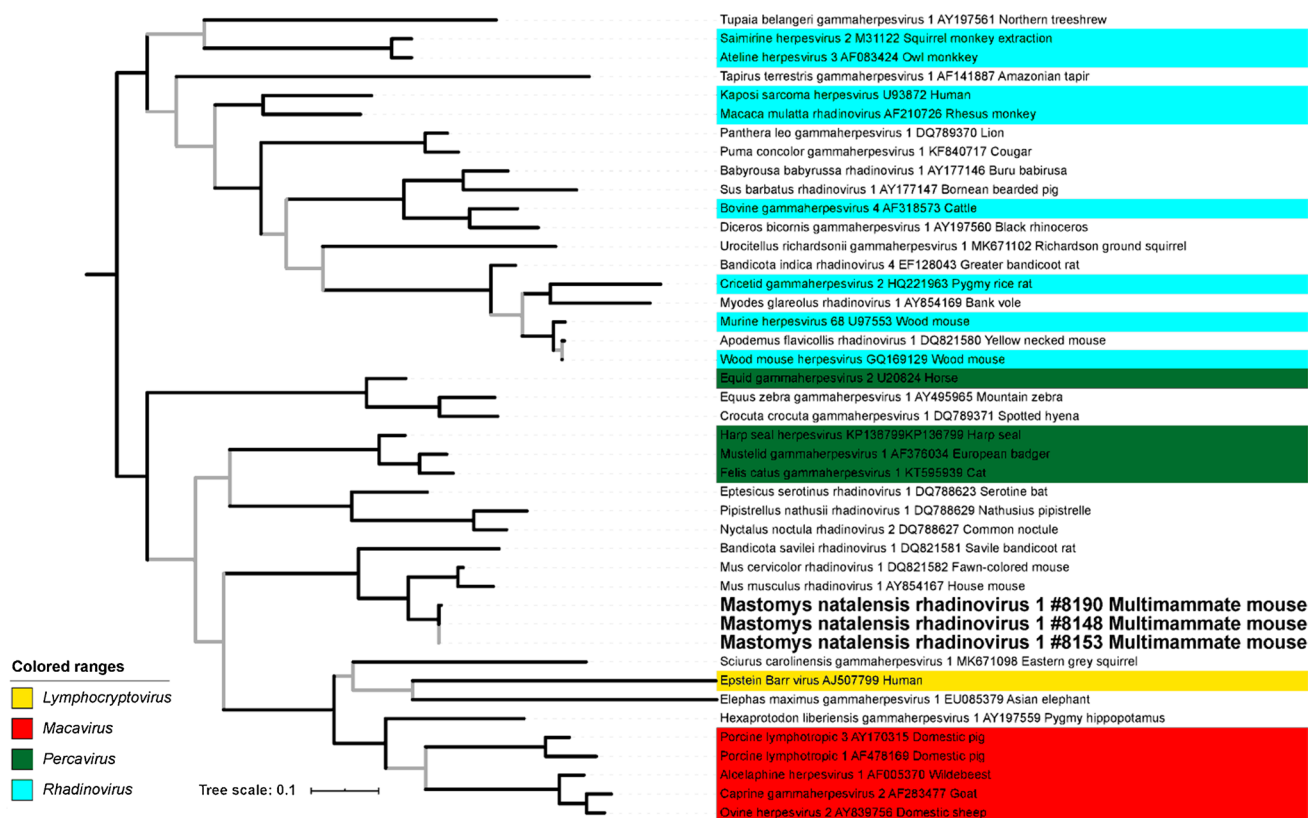 Tupaia belangeri gammaherpesvirus 1 AY197561 Northern treeshrew
Saimirine herpesvirus 2 M31122 Squirrel monkey extraction
Ateline herpesvirus 3 AF083424 Owl monkkey
Tapirus terrestris gammaherpesvirus 1 AF141887 Amazonian tapir
Kaposi sarcoma herpesvirus U93872 Human
Macaca mulatta rhadinovirus AF210726 Rhesus monkey
Panthera leo gammaherpesvirus 1 DQ789370 Lion
Puma concolor gammaherpesvirus 1 KF840717 Cougar
Babyrousa babyrussa rhadinovirus 1 AY177146 Buru babirusa
Sus barbatus rhadinovirus 1 AY177147 Bornean bearded pig
Bovine gammaherpesvirus 4 AF318573 Cattle
Diceros bicornis gammaherpesvirus 1 AY197560 Black rhinoceros
Urocitellus richardsonii gammaherpesvirus 1 MK671102 Richardson ground squirrel
Bandicota indica rhadinovirus 4 EF128043 Greater bandicoot rat
Cricetid gammaherpesvirus 2 HQ221963 Pygmy rice rat
Myodes glareolus rhadinovirus 1 AY854169 Bank vole
Murine herpesvirus 68 U97553 Wood mouse
Apodemus flavicollis rhadinovirus 1 DQ821580 Yellow necked mouse
Wood mouse herpesvirus GQ169129 Wood mouse
Equid gammaherpesvirus 2 U20824 Horse
Equus zebra gammaherpesvirus 1 AY495965 Mountain zebra
Crocuta crocuta gammaherpesvirus 1 DQ789371 Spotted hyena
Harp seal herpesvirus KP136799KP136799 Harp seal
Mustelid gammaherpesvirus 1 AF376034 European badger
Felis catus gammaherpesvirus 1 KT595939 Cat
Eptesicus serotinus rhadinovirus 1 DQ788623 Serotine bat
Pipistrellus nathusii rhadinovirus 1 DQ788629 Nathusius pipistrelle
Nyctalus noctula rhadinovirus 2 DQ788627 Common noctule
Bandicota savilei rhadinovirus 1 DQ821581 Savile bandicoot rat
Mus cervicolor rhadinovirus 1 DQ821582 Fawn-colored mouse
Mus musculus rhadinovirus 1 AY854167 House mouse
Mastomys natalensis rhadinovirus 1 #8190 Multimammate mouse
Mastomys natalensis rhadinovirus 1 #8148 Multimammate mouse
Mastomys natalensis rhadinovirus 1 #8153 Multimammate mouse
Sciurus carolinensis gammaherpesvirus 1 MK671098 Eastern grey squirrel
Epstein Barr virus AJ507799 Human
Elephas maximus gammaherpesvirus 1 EU085379 Asian elephant
Hexaprotodon liberiensis gammaherpesvirus 1 AY197559 Pygmy hippopotamus
Porcine lymphotropic 3 AY170315 Domestic pig
Porcine lymphotropic 1 AF478169 Domestic pig
Alcelaphine herpesvirus 1 AF005370 Wildebeest
Caprine gammaherpesvirus 2 AF283477 Goat
Ovine herpesvirus 2 AY839756 Domestic sheep
Colored ranges
Lymphocryptovirus
Macavirus
Percavirus
Rhadinovirus
Tree scale: 0.1